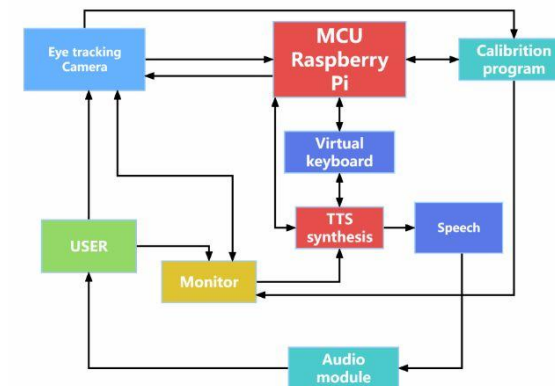 Eye tracking
Camera
MCU
Raspberry
Pi
Calibrition
program
Virtual
keyboard
USER
TTS
synthesis
Speech
Monitor
Audio
module